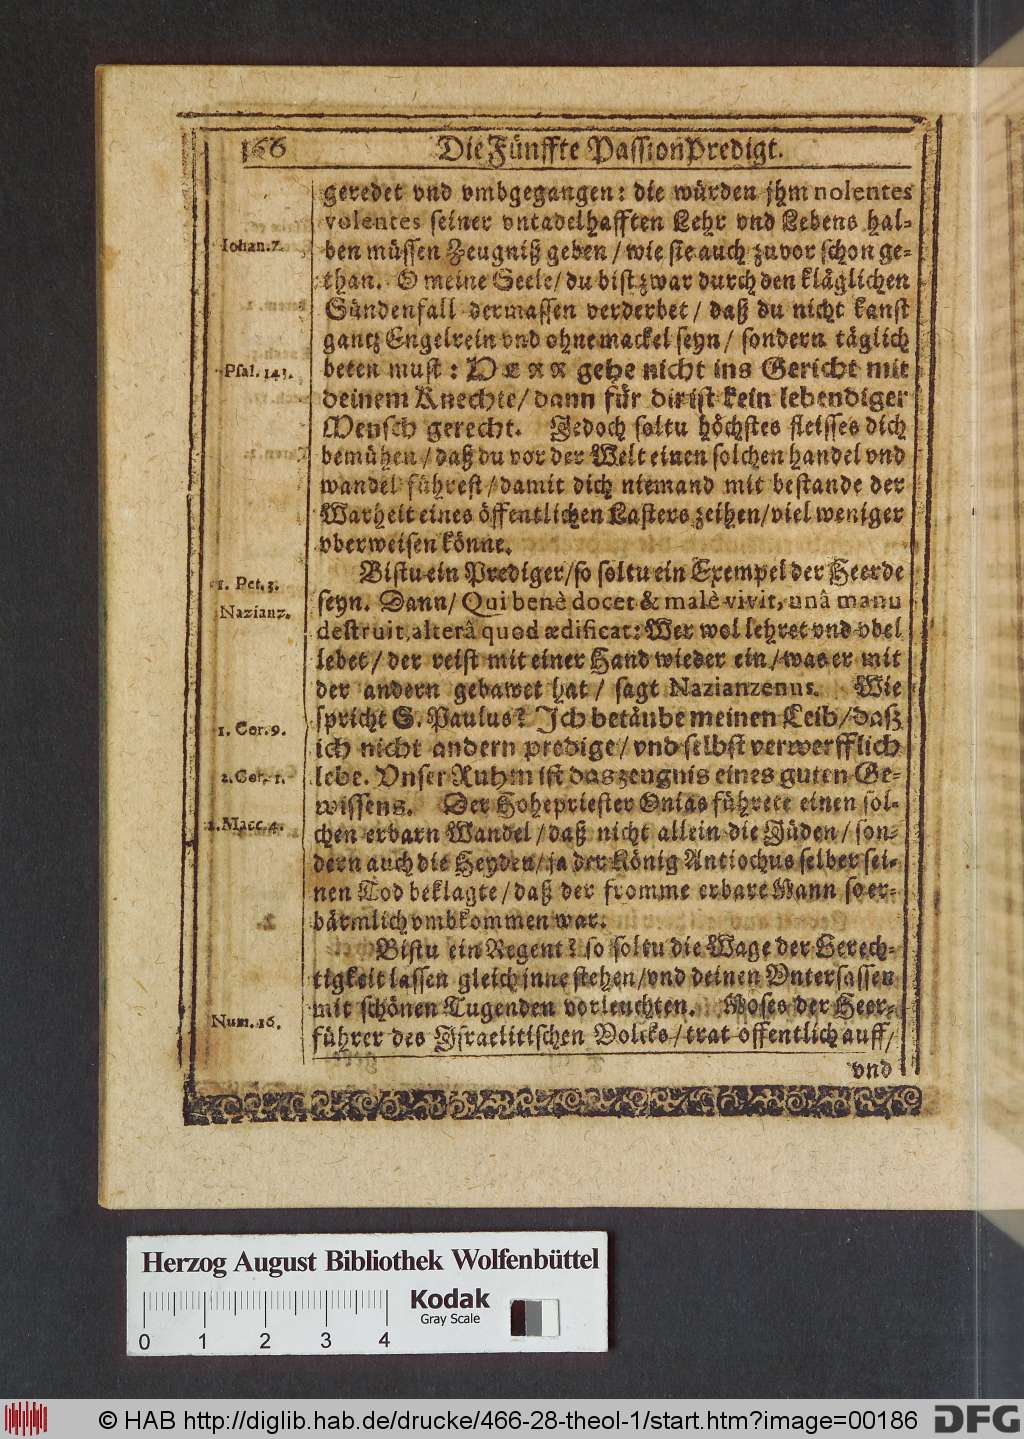 166 Die Fünffte PassionPredigt.
geredet vnd vmbgegangen: die würden jhm nolentes
volentes seiner vntadelhafften Lehr vnd Lebens hal-
Iohan.7.
ben müssen Zeugniß geben / wie sie auch zuvor schon ge-
than. O meine Seele/ du bist zwar durch den kläglichen
Sündenfall dermassen verderbet / daß du nicht kanst
gantz Engelrein vnd ohne mackel seyn / sondern täglich
Psal. 143.
beten must: HERR gehe nicht ins Gericht mit
deinem Knechte/ dann für dir ist kein lebendiger
Mensch gerecht. Jedoch soltu höchstes fleisses dich
bemühen / daß du vor der Welt einen solchen handel vnd
wandel führest / damit dich niemand mit bestande der
Warheit eines öffentlichen Lasters zeihen/ viel weniger
vberweisen könne.
1. Pet. 3.
Bistu ein Prediger/ so soltu ein Exempel der Heerde
Nazianz.
seyn. Dann/ Qui benè docet & malè vivit, unâ manu
destruit, alterâ quod ædificat: Wer wol lehret vnd vbel
lebet / der reist mit einer Hand wieder ein / was er mit
der andern gebawet hat / sagt Nazianzenus. Wie
1. Cor. 9.
spricht S. Paulus? Jch betäube meinen Leib / daß
ich nicht andern predige / vnd selbst verwerfflich
2. Cor. 1.
lebe. Vnser Ruhm ist das zeugnis eines guten Ge-
wissens. Der Hohepriester Onias führete einen sol-
2. Macc. 4.
chen erbarn Wandel / daß nicht allein die Jüden / son-
dern auch die Heyden/ ja der König Antiochus selber sei-
nen Tod beklagte / daß der fromme erbare Mann so er-
bärmlich vmbkommen war.
Bistu ein Regent? so soltu die Wage der Gerech-
tigkeit lassen gleich inne stehen/ vnd deinen Vntersassen
mit schönen Tugenden vorleuchten. Moses der Heer-
Num. 16.
führer des Jsraelitischen Volcks / trat öffentlich auff /
vnd
Herzog August Bibliothek Wolfenbüttel
Kodak
Gray Scale
0 1 2 3 4
© HAB http://diglib.hab.de/drucke/466-28-theol-1/start.htm?image=00186
DFG